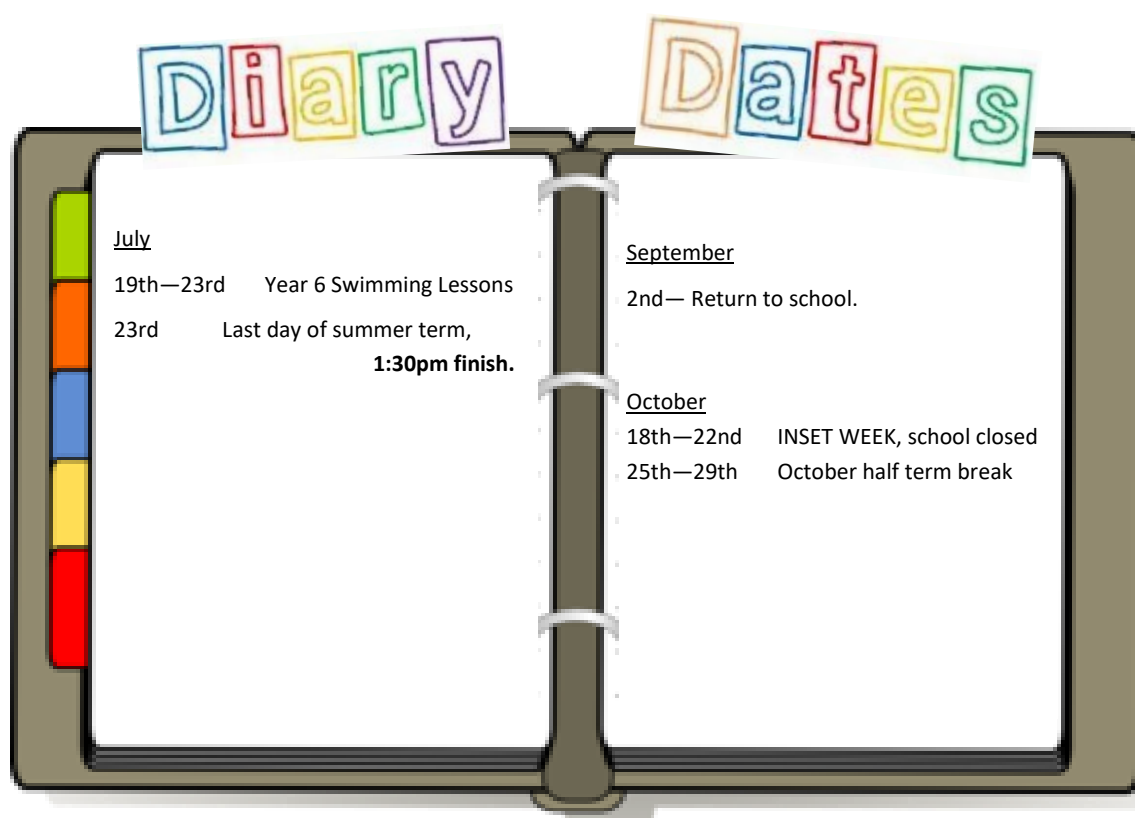 Diary Dates
July
19th—23rd Year 6 Swimming Lessons
23rd Last day of summer term,
1:30pm finish.
September
2nd— Return to school.
October
18th—22nd INSET WEEK, school closed
25th—29th October half term break